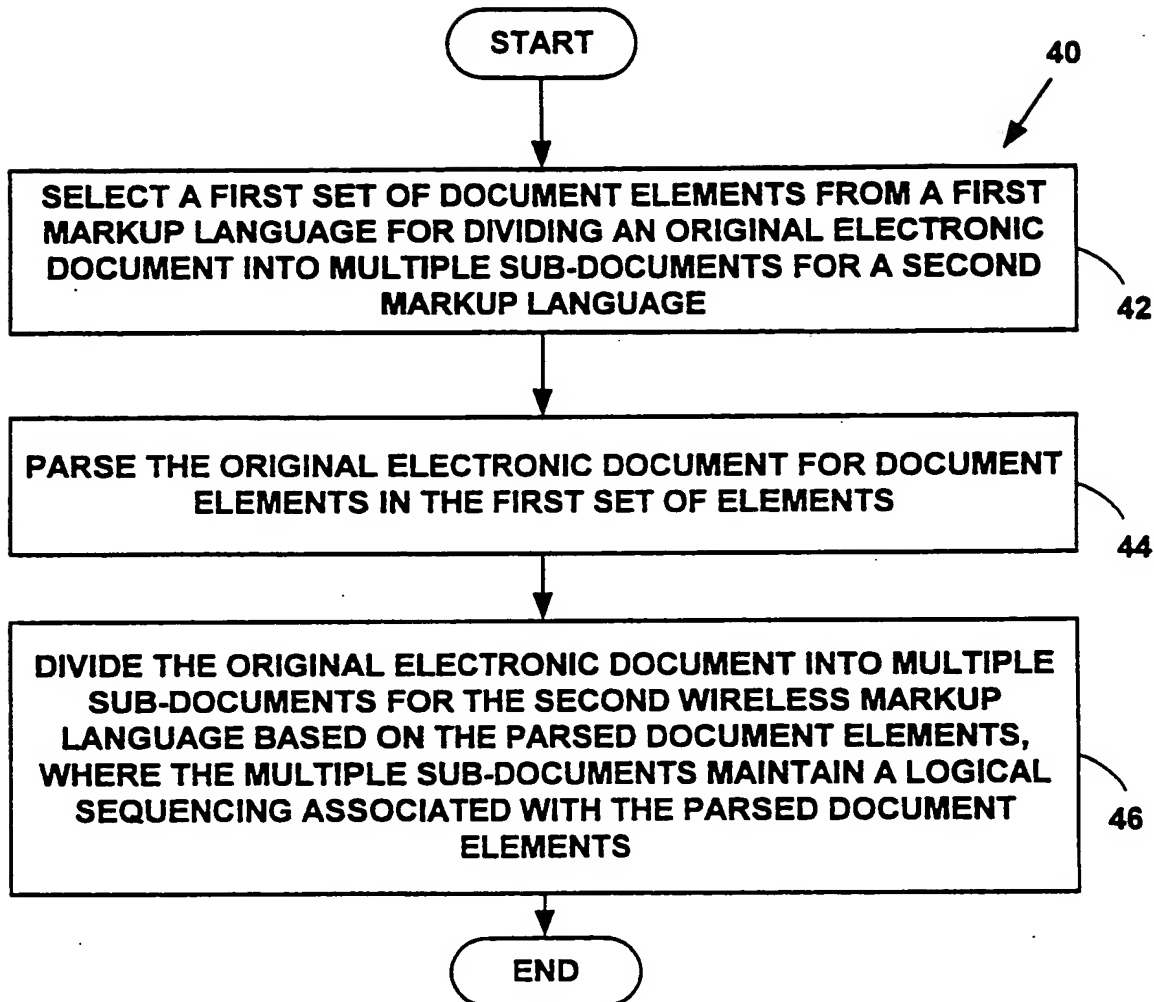 START
40
SELECT A FIRST SET OF DOCUMENT ELEMENTS FROM A FIRST
MARKUP LANGUAGE FOR DIVIDING AN ORIGINAL ELECTRONIC
DOCUMENT INTO MULTIPLE SUB-DOCUMENTS FOR A SECOND
MARKUP LANGUAGE
42
PARSE THE ORIGINAL ELECTRONIC DOCUMENT FOR DOCUMENT
ELEMENTS IN THE FIRST SET OF ELEMENTS
44
DIVIDE THE ORIGINAL ELECTRONIC DOCUMENT INTO MULTIPLE
SUB-DOCUMENTS FOR THE SECOND WIRELESS MARKUP
LANGUAGE BASED ON THE PARSED DOCUMENT ELEMENTS,
WHERE THE MULTIPLE SUB-DOCUMENTS MAINTAIN A LOGICAL
SEQUENCING ASSOCIATED WITH THE PARSED DOCUMENT
ELEMENTS
46
END